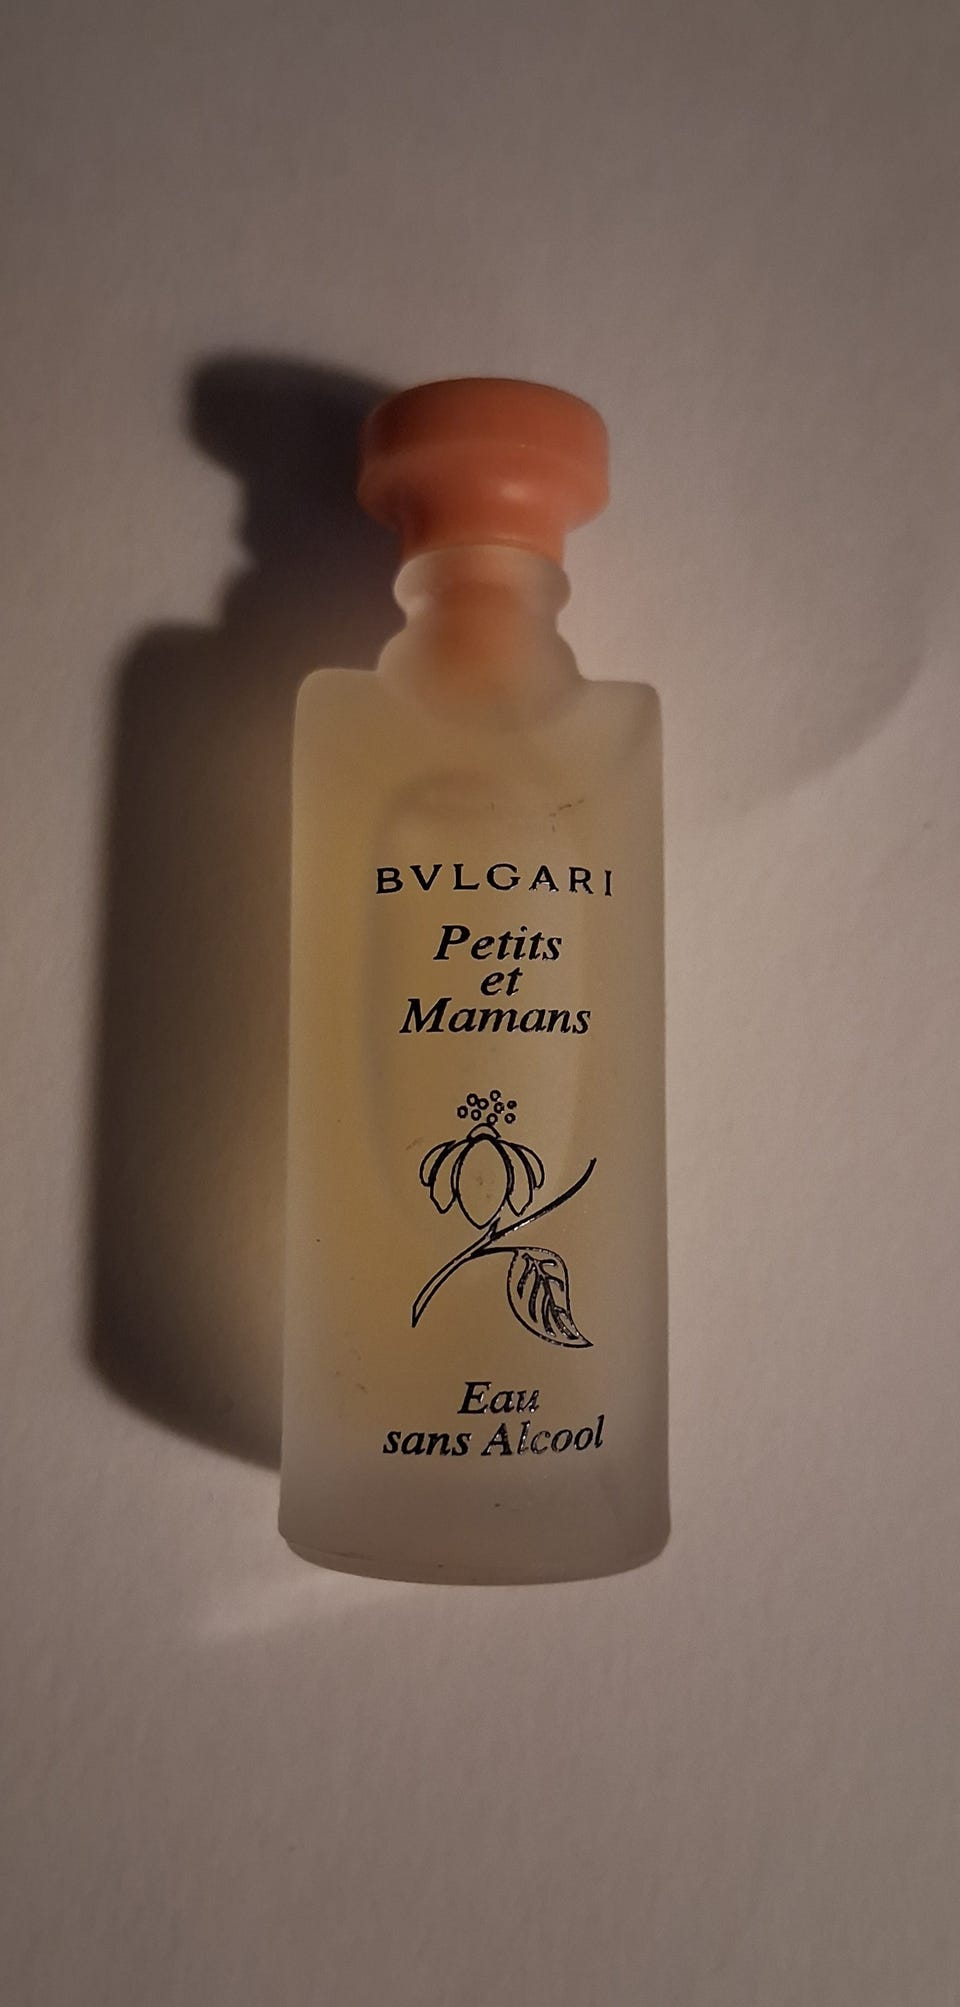 BVLGARI
Petits
et
Mamans
Eau
sans Alcool